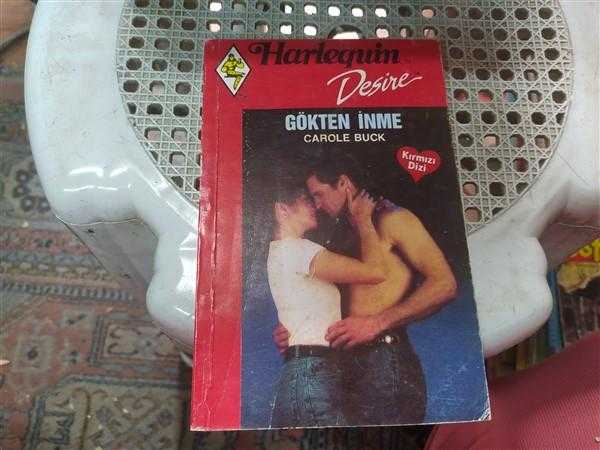 Harlequin
Desire
GÖKTEN İNME
CAROLE BUCK
Kırmızı
Dizi